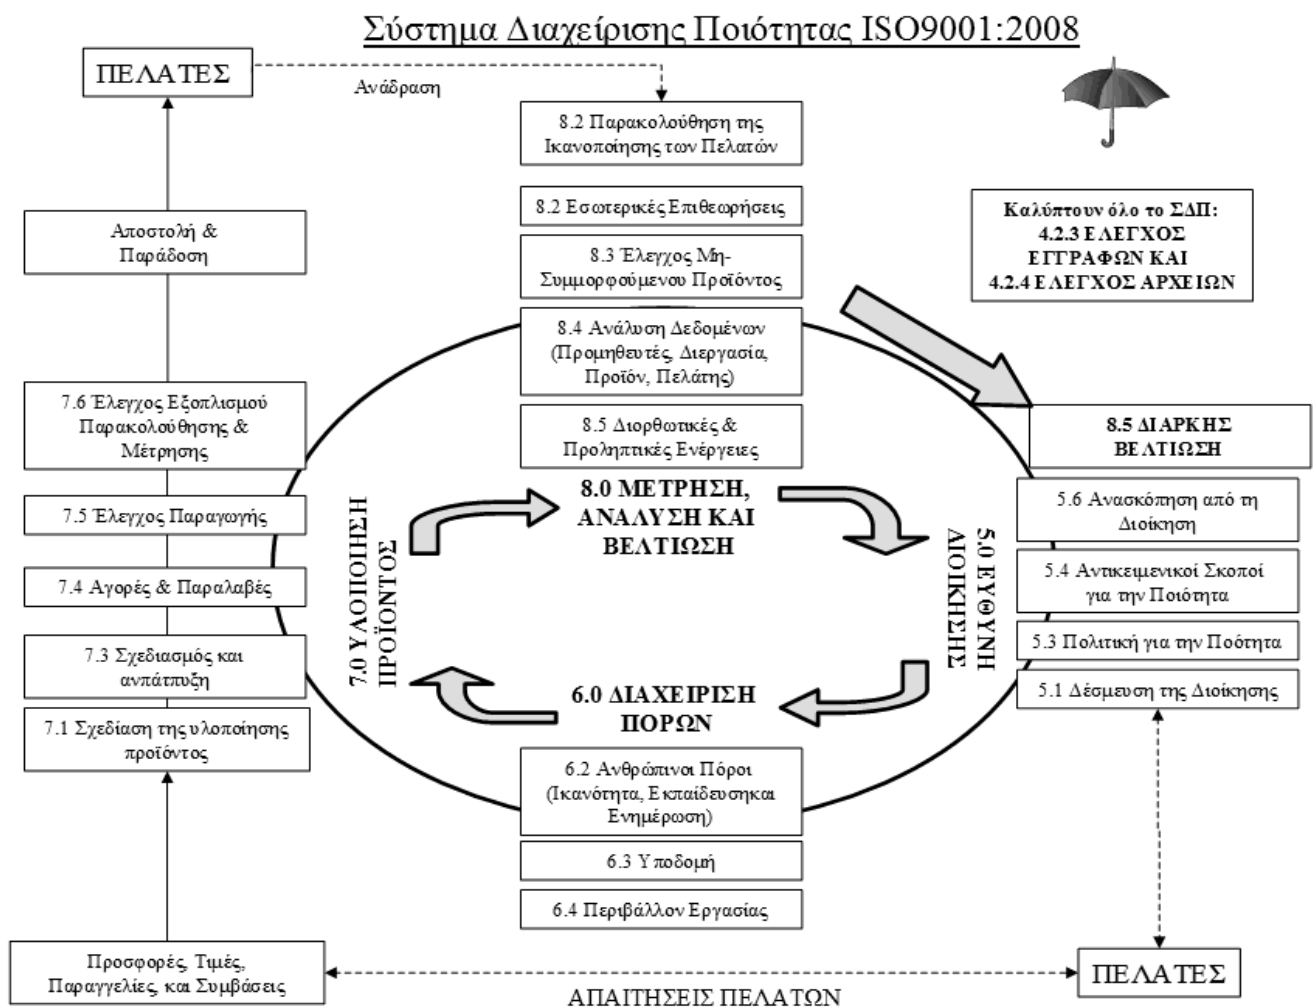 Σύστημα Διαχείρισης Ποιότητας ISO9001:2008
ΠΕΛΑΤΕΣ
Ανάδραση
8.2 Παρακολούθηση της
Ικανοποίησης των Πελατών
8.2 Εσωτερικές Επιθεωρήσεις
8.3 Έλεγχος Μη-
Συμμορφούμενου Προϊόντος
8.4 Ανάλυση Δεδομένων
(Προμηθευτές, Διεργασία,
Προϊόν, Πελάτης)
8.5 Διορθωτικές &
Προληπτικές Ενέργειες
Καλύπτουν όλο το ΣΔΠ:
4.2.3 ΕΛΕΓΧΟΣ
ΕΓΓΡΑΦΩΝ ΚΑΙ
4.2.4 ΕΛΕΓΧΟΣ ΑΡΧΕΙΩΝ
Αποστολή &
Παράδοση
7.6 Έλεγχος Εξοπλισμού
Παρακολούθησης &
Μέτρησης
7.5 Έλεγχος Παραγωγής
7.4 Αγορές & Παραλαβές
7.3 Σχεδιασμός και
ανπάτπυξη
7.1 Σχεδίαση της υλοποίησης
προϊόντος
7.0 ΥΛΟΠΟΙΗΣΗ
ΠΡΟΪΟΝΤΟΣ
8.0 ΜΕΤΡΗΣΗ,
ΑΝΑΛΥΣΗ ΚΑΙ
ΒΕΛΤΙΩΣΗ
5.0 ΕΥΘΥΝΗ
ΔΙΟΙΚΗΣΗΣ
6.0 ΔΙΑΧΕΙΡΙΣΗ
ΠΟΡΩΝ
8.5 ΔΙΑΡΚΗΣ
ΒΕΛΤΙΩΣΗ
5.6 Ανασκόπηση από τη
Διοίκηση
5.4 Αντικειμενικοί Σκοποί
για την Ποιότητα
5.3 Πολιτική για την Ποότητα
5.1 Δέσμευση της Διοίκησης
6.2 Ανθρώπινοι Πόροι
(Ικανότητα, Εκπαίδευσηκαι
Ενημέρωση)
6.3 Υποδομή
6.4 Περιβάλλον Εργασίας
Προσφορές, Τιμές,
Παραγγελίες, και Συμβάσεις
ΑΠΑΙΤΗΣΕΙΣ ΠΕΛΑΤΩΝ
ΠΕΛΑΤΕΣ